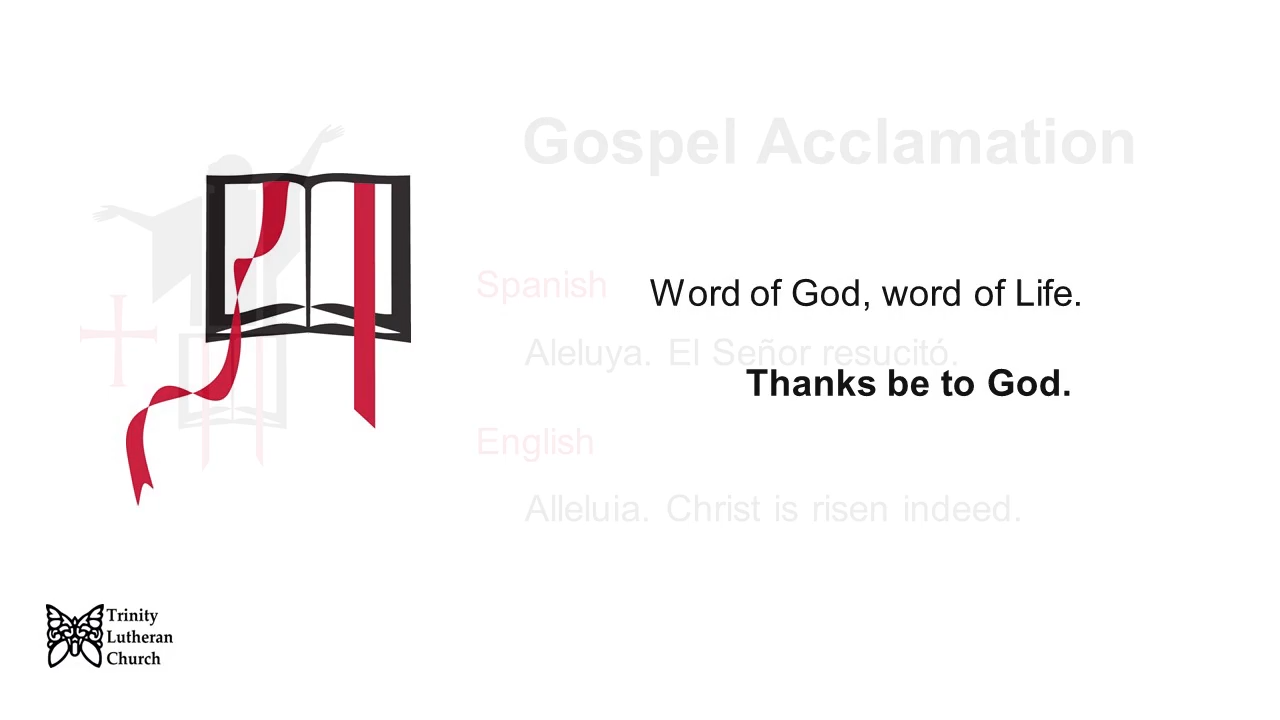 Gospel Acclamation
Spanish
Word of God, word of Life.
Aleluya. El Señor resucitó.
Thanks be to God.
English
Alleluia. Christ is risen indeed.
Trinity
Lutheran
Church